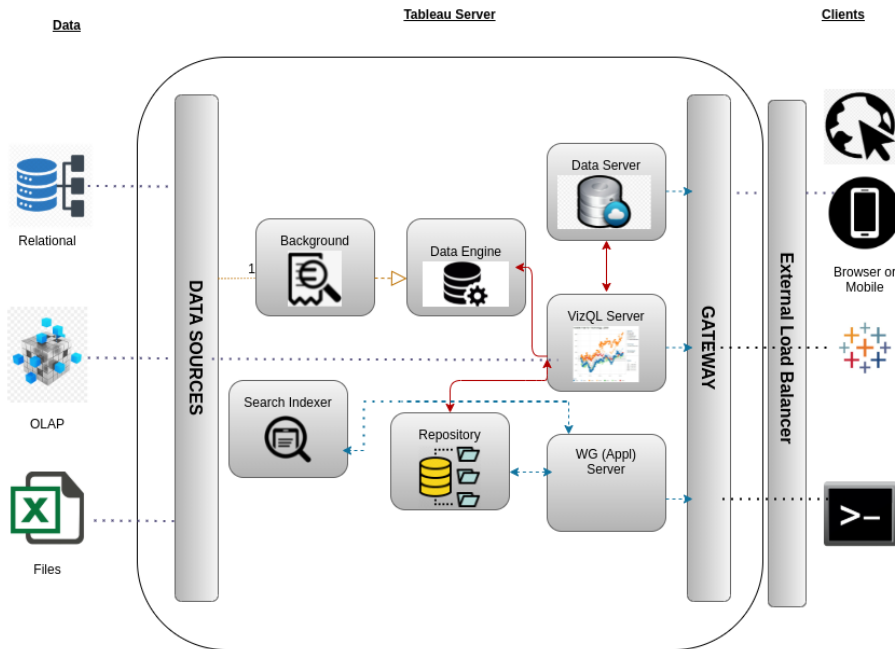 Data
Tableau Server
Clients
Relational
OLAP
Files
DATA SOURCES
1
Background
Data Engine
Data Server
VizQL Server
Search Indexer
Repository
WG (Appl)
Server
GATEWAY
External Load Balancer
Browser or
Mobile